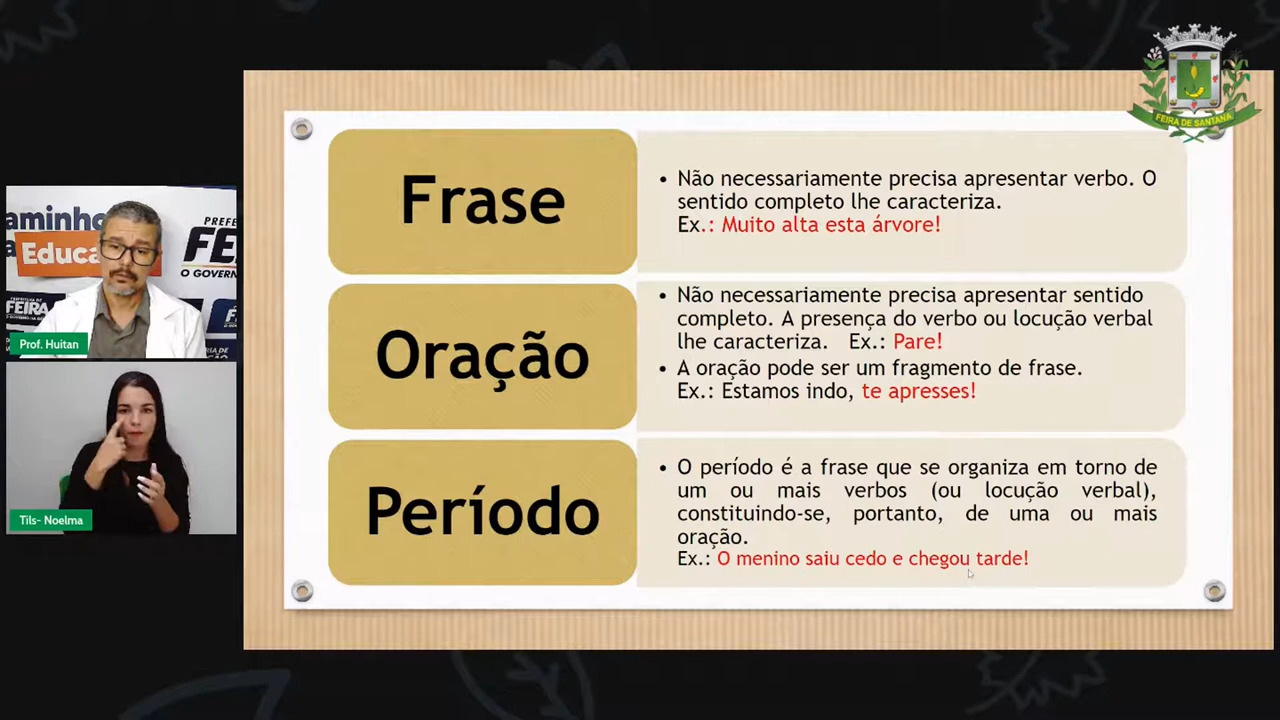 FEIRA DE SANTANA
Frase
• Não necessariamente precisa apresentar verbo. O
sentido completo lhe caracteriza.
Ex.: Muito alta esta árvore!
Oração
• Não necessariamente precisa apresentar sentido
completo. A presença do verbo ou locução verbal
lhe caracteriza. Ex.: Pare!
• A oração pode ser um fragmento de frase.
Ex.: Estamos indo, te apresses!
Período
• O período é a frase que se organiza em torno de
um ou mais verbos (ou locução verbal),
constituindo-se, portanto, de uma ou mais
oração.
Ex.: O menino saiu cedo e chegou tarde!
aminho
Educa
PREFE
FE
O GOVERN
FEIRA
Prof. Huitan
Tils- Noelma